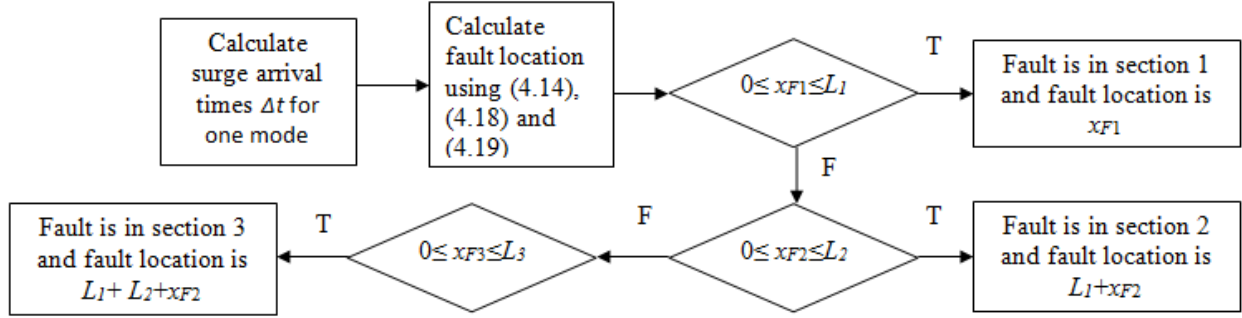 Calculate
surge arrival
times Δt for
one mode
Calculate
fault location
using (4.14),
(4.18) and
(4.19)
0≤ xF1≤L1
T
Fault is in section 1
and fault location is
xF1
F
0≤ xF2≤L2
T
Fault is in section 2
and fault location is
L1+xF2
F
0≤ xF3≤L3
T
Fault is in section 3
and fault location is
L1+ L2+xF2